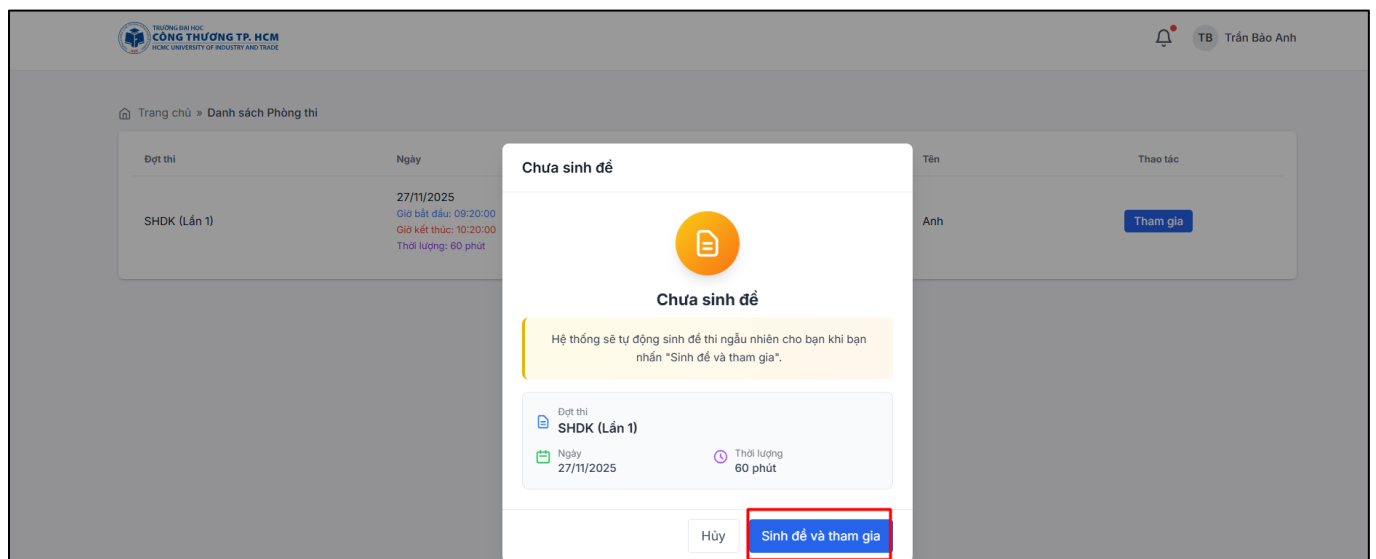 TRƯỜNG ĐẠI HỌC
CÔNG THƯƠNG TP. HCM
HCMC UNIVERSITY OF INDUSTRY AND TRADE
TB Trần Bảo Anh
Trang chủ » Danh sách Phòng thi
Đợt thi Ngày Tên Thao tác
SHDK (Lần 1)
27/11/2025
Giờ bắt đầu: 09:20:00
Giờ kết thúc: 10:20:00
Thời lượng: 60 phút
Anh
Tham gia
Chưa sinh đề
Chưa sinh đề
Hệ thống sẽ tự động sinh đề thi ngẫu nhiên cho bạn khi bạn
nhấn "Sinh đề và tham gia".
Đợt thi
SHDK (Lần 1)
Ngày
27/11/2025
Thời lượng
60 phút
Hủy
Sinh đề và tham gia